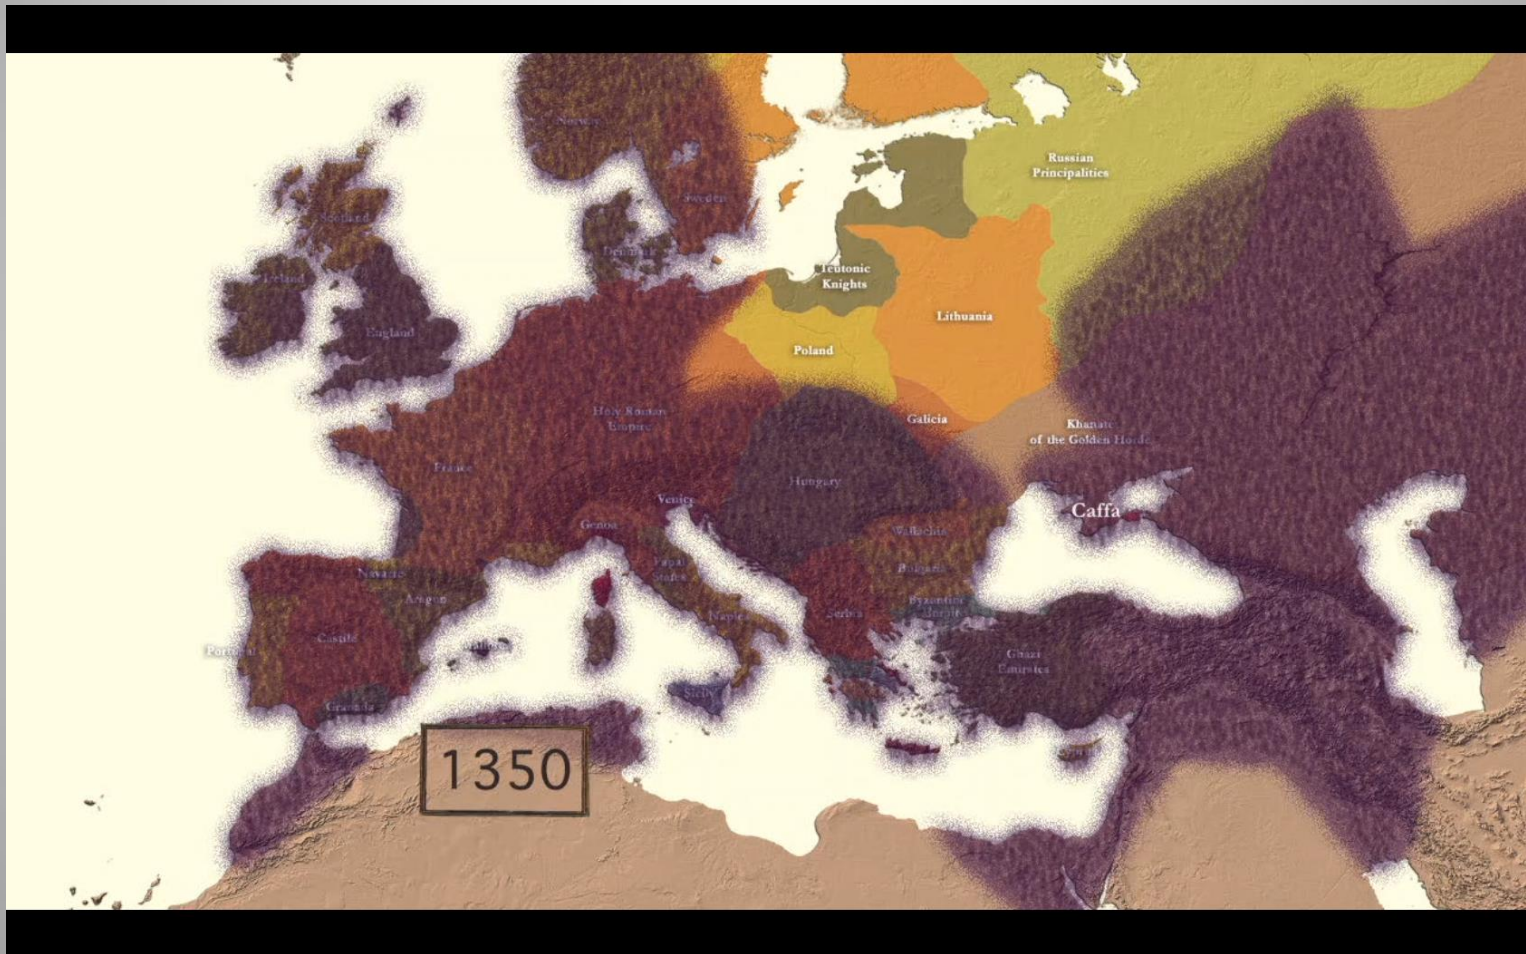 Norway
Scotland
Sweden
Denmark
Ireland
England
Russian
Principalities
Teutonic
Knights
Lithuania
Poland
Holy Roman
Empire
Galicia
Khanate
of the Golden Horde
France
Hungary
Venice
Caffa
Genoa
Wallachia
Papal
States
Bulgaria
Navarre
Aragon
Byzantine
Naples
Serbia
Castile
Portugal
Ghazi
Emirates
Sicily
Granada
1350